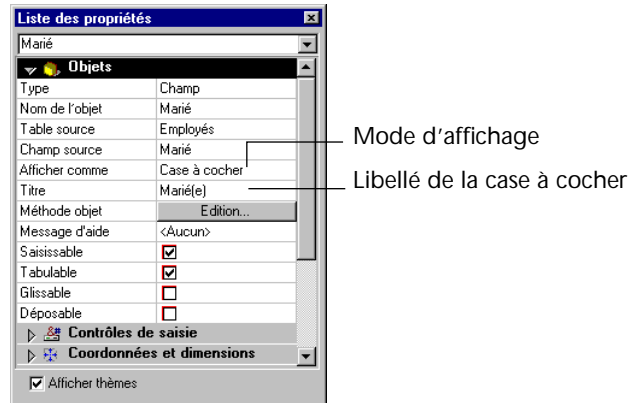 Liste des propriétés
Marié
Objets
Type Champ
Nom de l'objet Marié
Table source Employés
Champ source Marié
Afficher comme Case à cocher
Titre Marié(e)
Méthode objet Edition...
Message d'aide <Aucun>
Saisissable
Tabulable
Glissable
Déposable
Contrôles de saisie
Coordonnées et dimensions
Afficher thèmes
Mode d'affichage
Libellé de la case à cocher